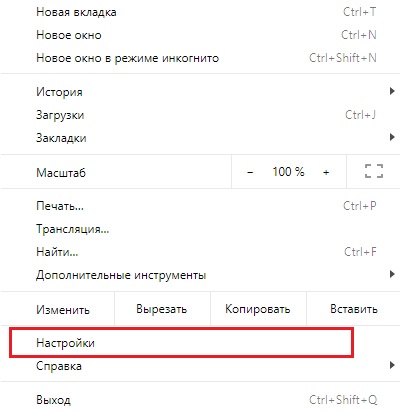 Новая вкладка Ctrl+T
Новое окно Ctrl+N
Новое окно в режиме инкогнито Ctrl+Shift+N
История
Загрузки Ctrl+J
Закладки
Масштаб − 100 % +
Печать... Ctrl+P
Трансляция...
Найти... Ctrl+F
Дополнительные инструменты
Изменить Вырезать Копировать Вставить
Настройки
Справка
Выход Ctrl+Shift+Q